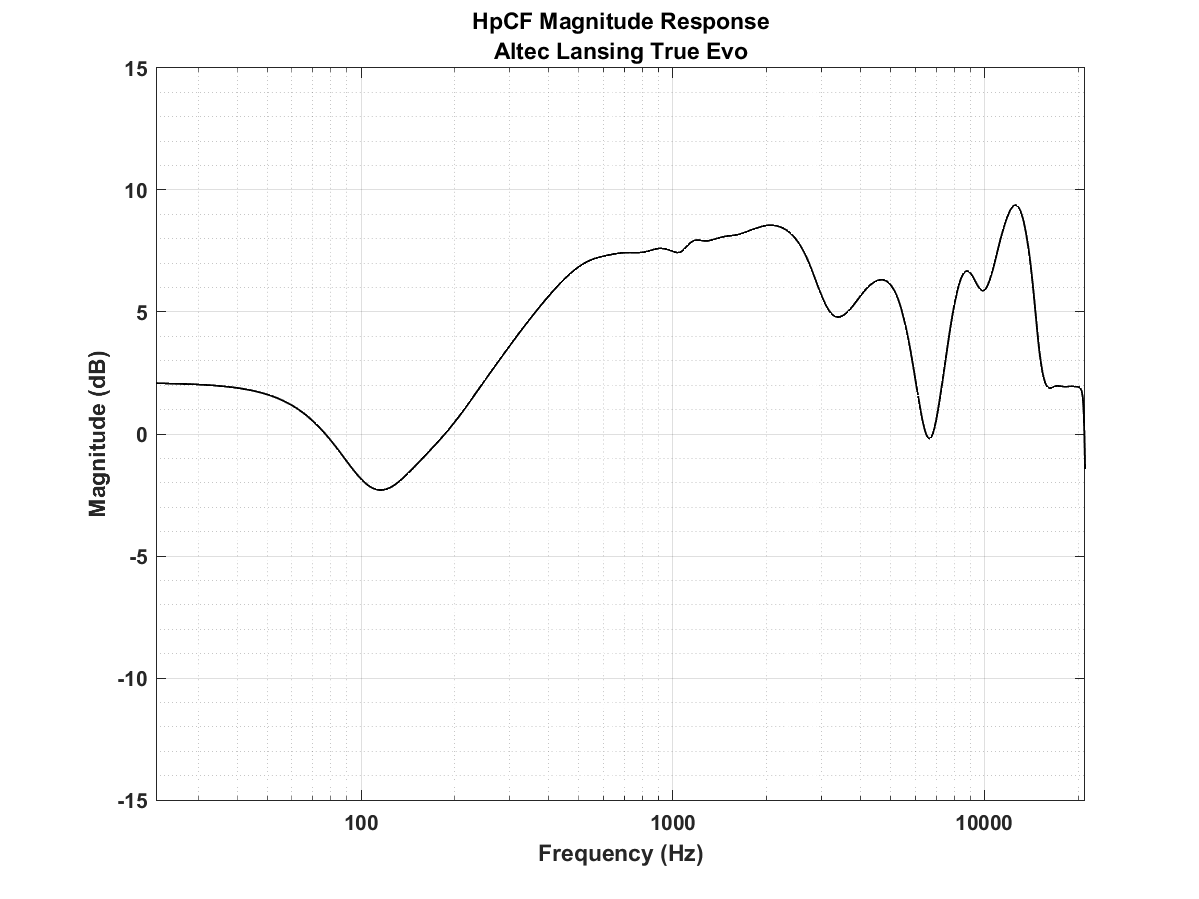 HpCF Magnitude Response
Altec Lansing True Evo
15
10
5
0
-5
-10
-15
Magnitude (dB)
100 1000 10000
Frequency (Hz)